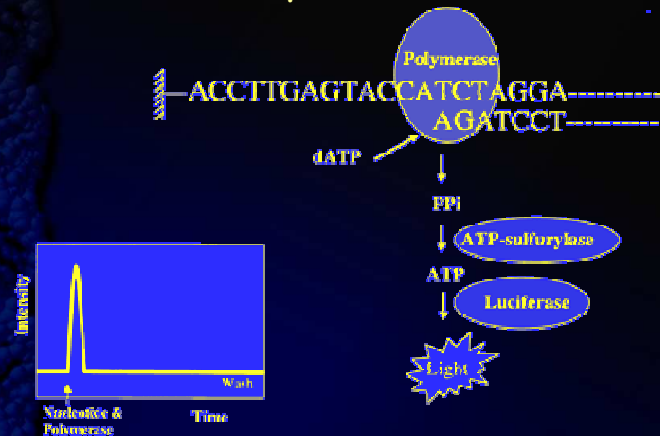 Polymerase
ACCTTGAGTACCATCTAGGA
AGATCCT
dATP
PPi
ATP-sulfurylase
ATP
Luciferase
Light
Intensity
Wash
Nucleotide &
Polymerase
Time